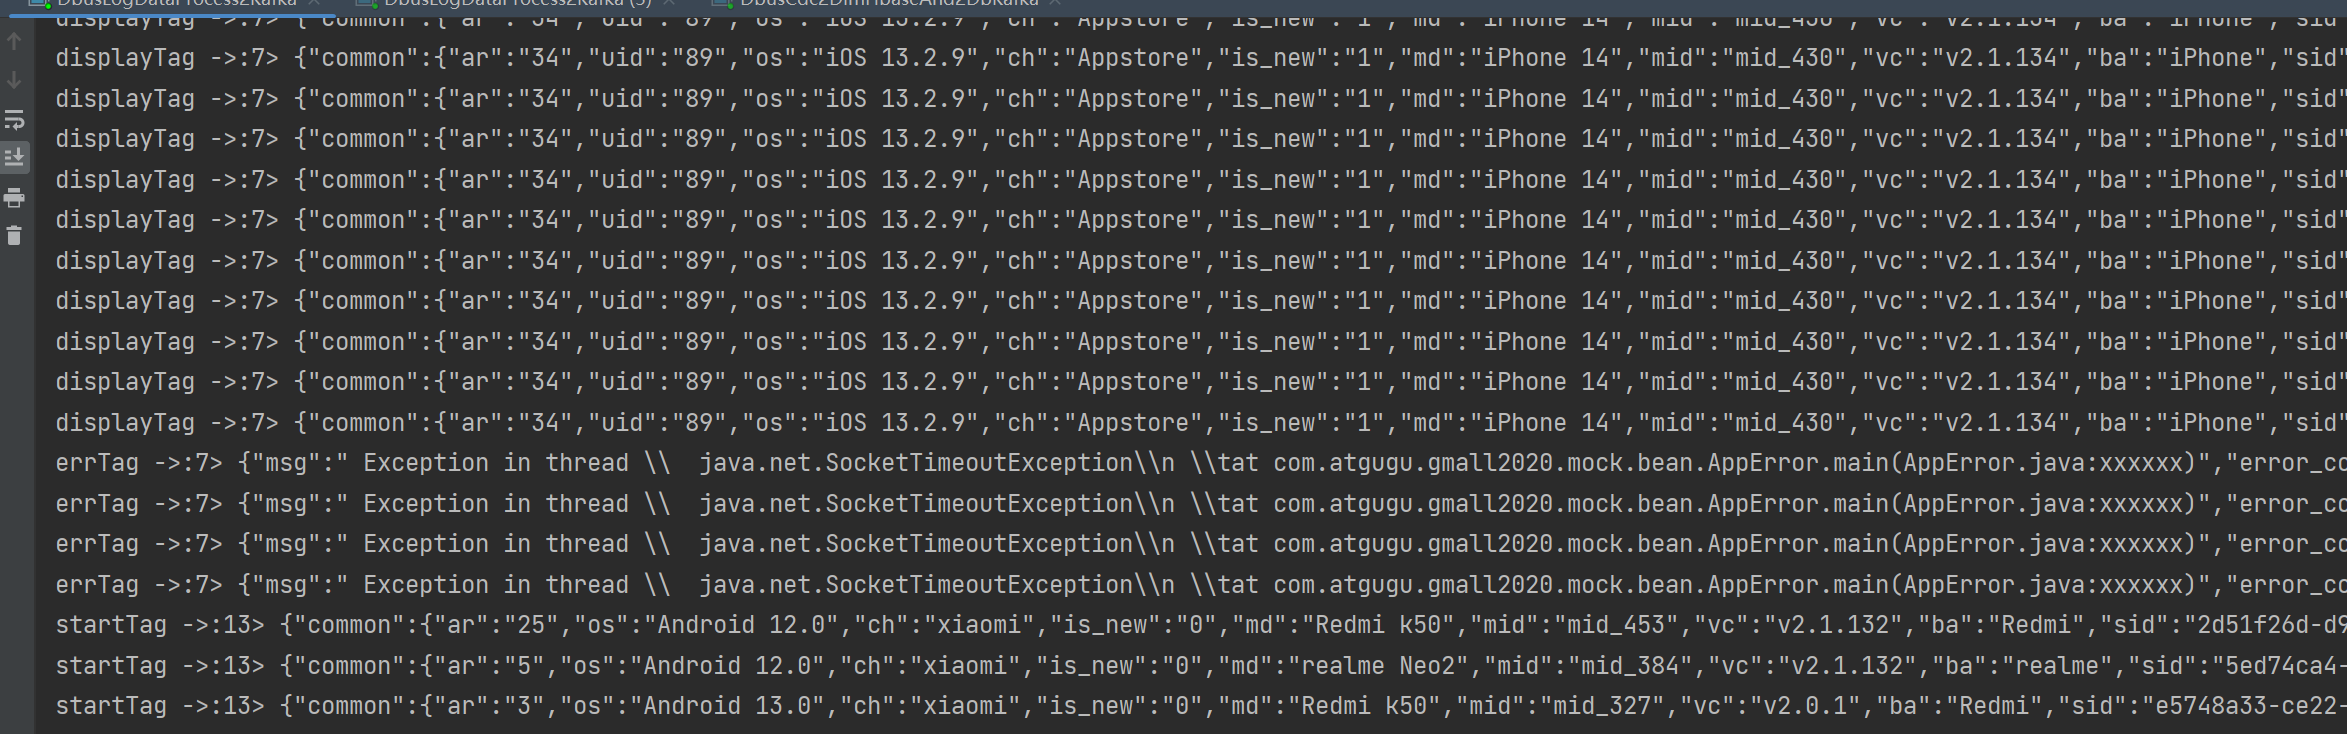 DbusLogDataProcess2Kafka
DbusLogDataProcess2Kafka (3)
DbusCdc2DimHbaseAnd2DbKafka
displayTag ->:7> {"common":{"ar":"34","uid":"89","os":"iOS 13.2.9","ch":"Appstore","is_new":"1","md":"iPhone 14","mid":"mid_430","vc":"v2.1.134","ba":"iPhone","sid"
displayTag ->:7> {"common":{"ar":"34","uid":"89","os":"iOS 13.2.9","ch":"Appstore","is_new":"1","md":"iPhone 14","mid":"mid_430","vc":"v2.1.134","ba":"iPhone","sid"
displayTag ->:7> {"common":{"ar":"34","uid":"89","os":"iOS 13.2.9","ch":"Appstore","is_new":"1","md":"iPhone 14","mid":"mid_430","vc":"v2.1.134","ba":"iPhone","sid"
displayTag ->:7> {"common":{"ar":"34","uid":"89","os":"iOS 13.2.9","ch":"Appstore","is_new":"1","md":"iPhone 14","mid":"mid_430","vc":"v2.1.134","ba":"iPhone","sid"
displayTag ->:7> {"common":{"ar":"34","uid":"89","os":"iOS 13.2.9","ch":"Appstore","is_new":"1","md":"iPhone 14","mid":"mid_430","vc":"v2.1.134","ba":"iPhone","sid"
displayTag ->:7> {"common":{"ar":"34","uid":"89","os":"iOS 13.2.9","ch":"Appstore","is_new":"1","md":"iPhone 14","mid":"mid_430","vc":"v2.1.134","ba":"iPhone","sid"
displayTag ->:7> {"common":{"ar":"34","uid":"89","os":"iOS 13.2.9","ch":"Appstore","is_new":"1","md":"iPhone 14","mid":"mid_430","vc":"v2.1.134","ba":"iPhone","sid"
displayTag ->:7> {"common":{"ar":"34","uid":"89","os":"iOS 13.2.9","ch":"Appstore","is_new":"1","md":"iPhone 14","mid":"mid_430","vc":"v2.1.134","ba":"iPhone","sid"
displayTag ->:7> {"common":{"ar":"34","uid":"89","os":"iOS 13.2.9","ch":"Appstore","is_new":"1","md":"iPhone 14","mid":"mid_430","vc":"v2.1.134","ba":"iPhone","sid"
displayTag ->:7> {"common":{"ar":"34","uid":"89","os":"iOS 13.2.9","ch":"Appstore","is_new":"1","md":"iPhone 14","mid":"mid_430","vc":"v2.1.134","ba":"iPhone","sid"
displayTag ->:7> {"common":{"ar":"34","uid":"89","os":"iOS 13.2.9","ch":"Appstore","is_new":"1","md":"iPhone 14","mid":"mid_430","vc":"v2.1.134","ba":"iPhone","sid"
errTag ->:7> {"msg":" Exception in thread \\  java.net.SocketTimeoutException\\n \\tat com.atgugu.gmall2020.mock.bean.AppError.main(AppError.java:xxxxxx)","error_co
errTag ->:7> {"msg":" Exception in thread \\  java.net.SocketTimeoutException\\n \\tat com.atgugu.gmall2020.mock.bean.AppError.main(AppError.java:xxxxxx)","error_co
errTag ->:7> {"msg":" Exception in thread \\  java.net.SocketTimeoutException\\n \\tat com.atgugu.gmall2020.mock.bean.AppError.main(AppError.java:xxxxxx)","error_co
errTag ->:7> {"msg":" Exception in thread \\  java.net.SocketTimeoutException\\n \\tat com.atgugu.gmall2020.mock.bean.AppError.main(AppError.java:xxxxxx)","error_co
startTag ->:13> {"common":{"ar":"25","os":"Android 12.0","ch":"xiaomi","is_new":"0","md":"Redmi k50","mid":"mid_453","vc":"v2.1.132","ba":"Redmi","sid":"2d51f26d-d9
startTag ->:13> {"common":{"ar":"5","os":"Android 12.0","ch":"xiaomi","is_new":"0","md":"realme Neo2","mid":"mid_384","vc":"v2.1.132","ba":"realme","sid":"5ed74ca4-
startTag ->:13> {"common":{"ar":"3","os":"Android 13.0","ch":"xiaomi","is_new":"0","md":"Redmi k50","mid":"mid_327","vc":"v2.0.1","ba":"Redmi","sid":"e5748a33-ce22-